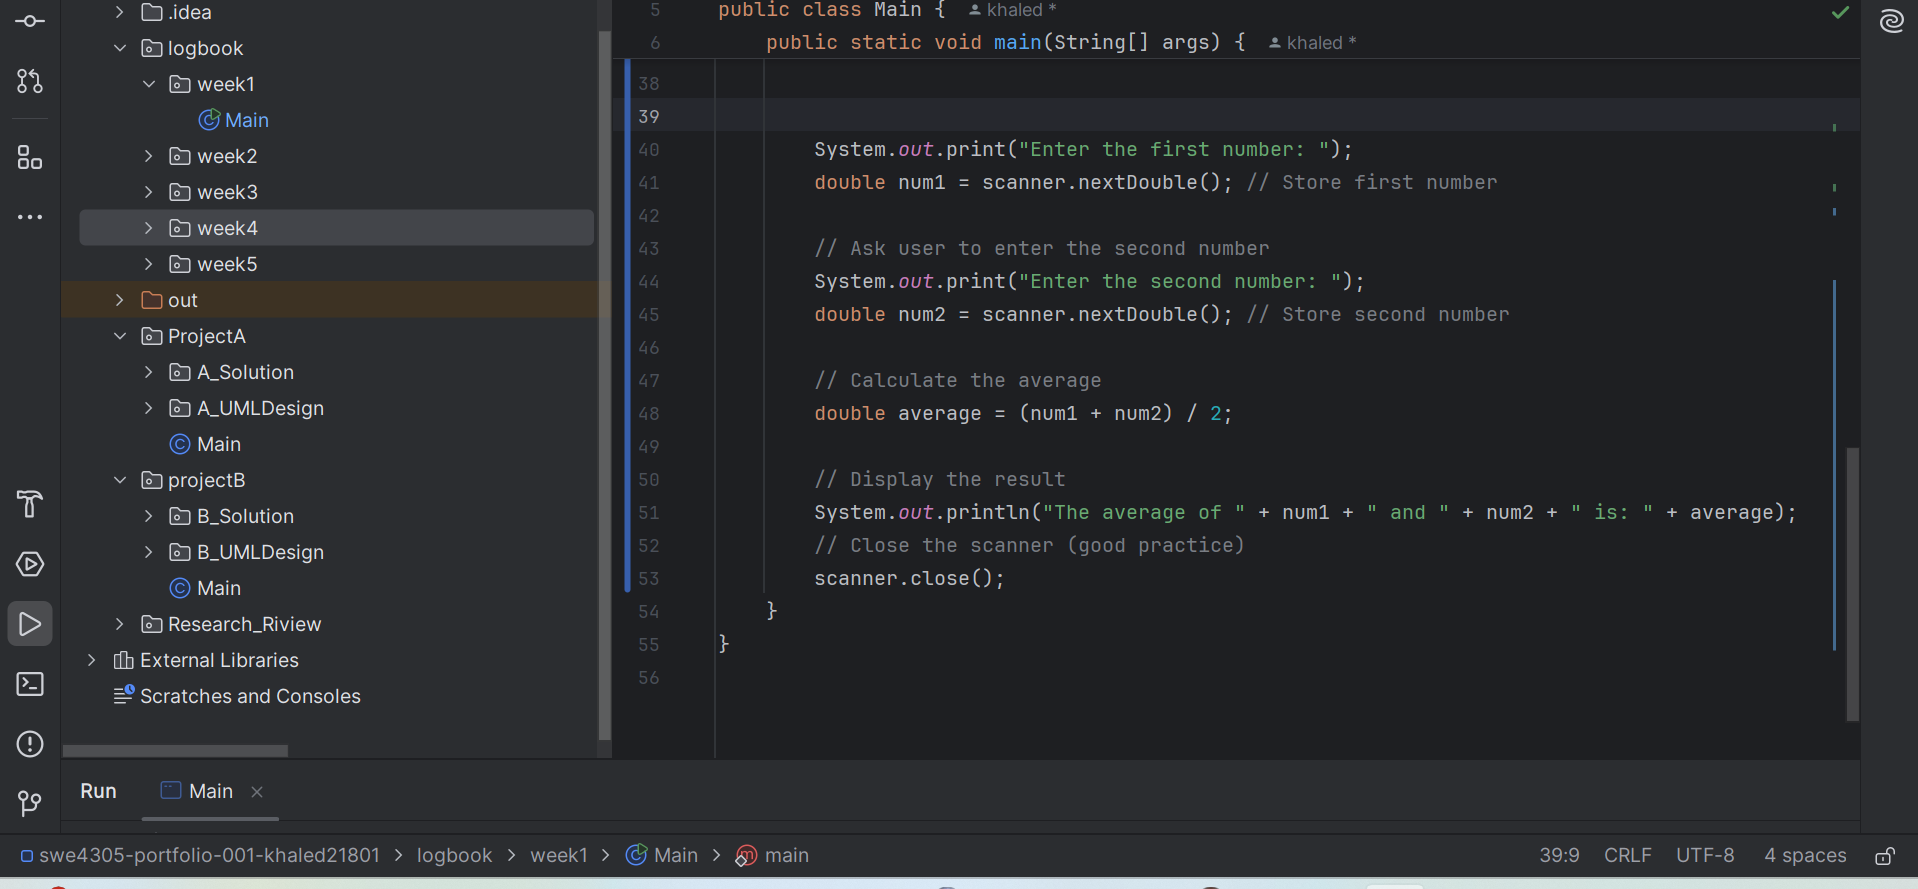 .idea
logbook
week1
Main
week2
week3
week4
week5
out
ProjectA
A_Solution
A_UMLDesign
Main
projectB
B_Solution
B_UMLDesign
Main
Research_Riview
External Libraries
Scratches and Consoles
5 public class Main { khaled *
6 public static void main(String[] args) { khaled *
38
39
40 System.out.print("Enter the first number: ");
41 double num1 = scanner.nextDouble(); // Store first number
42
43 // Ask user to enter the second number
44 System.out.print("Enter the second number: ");
45 double num2 = scanner.nextDouble(); // Store second number
46
47 // Calculate the average
48 double average = (num1 + num2) / 2;
49
50 // Display the result
51 System.out.println("The average of " + num1 + " and " + num2 + " is: " + average);
52 // Close the scanner (good practice)
53 scanner.close();
54 }
55 }
56
Run Main
swe4305-portfolio-001-khaled21801 > logbook > week1 > Main > main 39:9 CRLF UTF-8 4 spaces